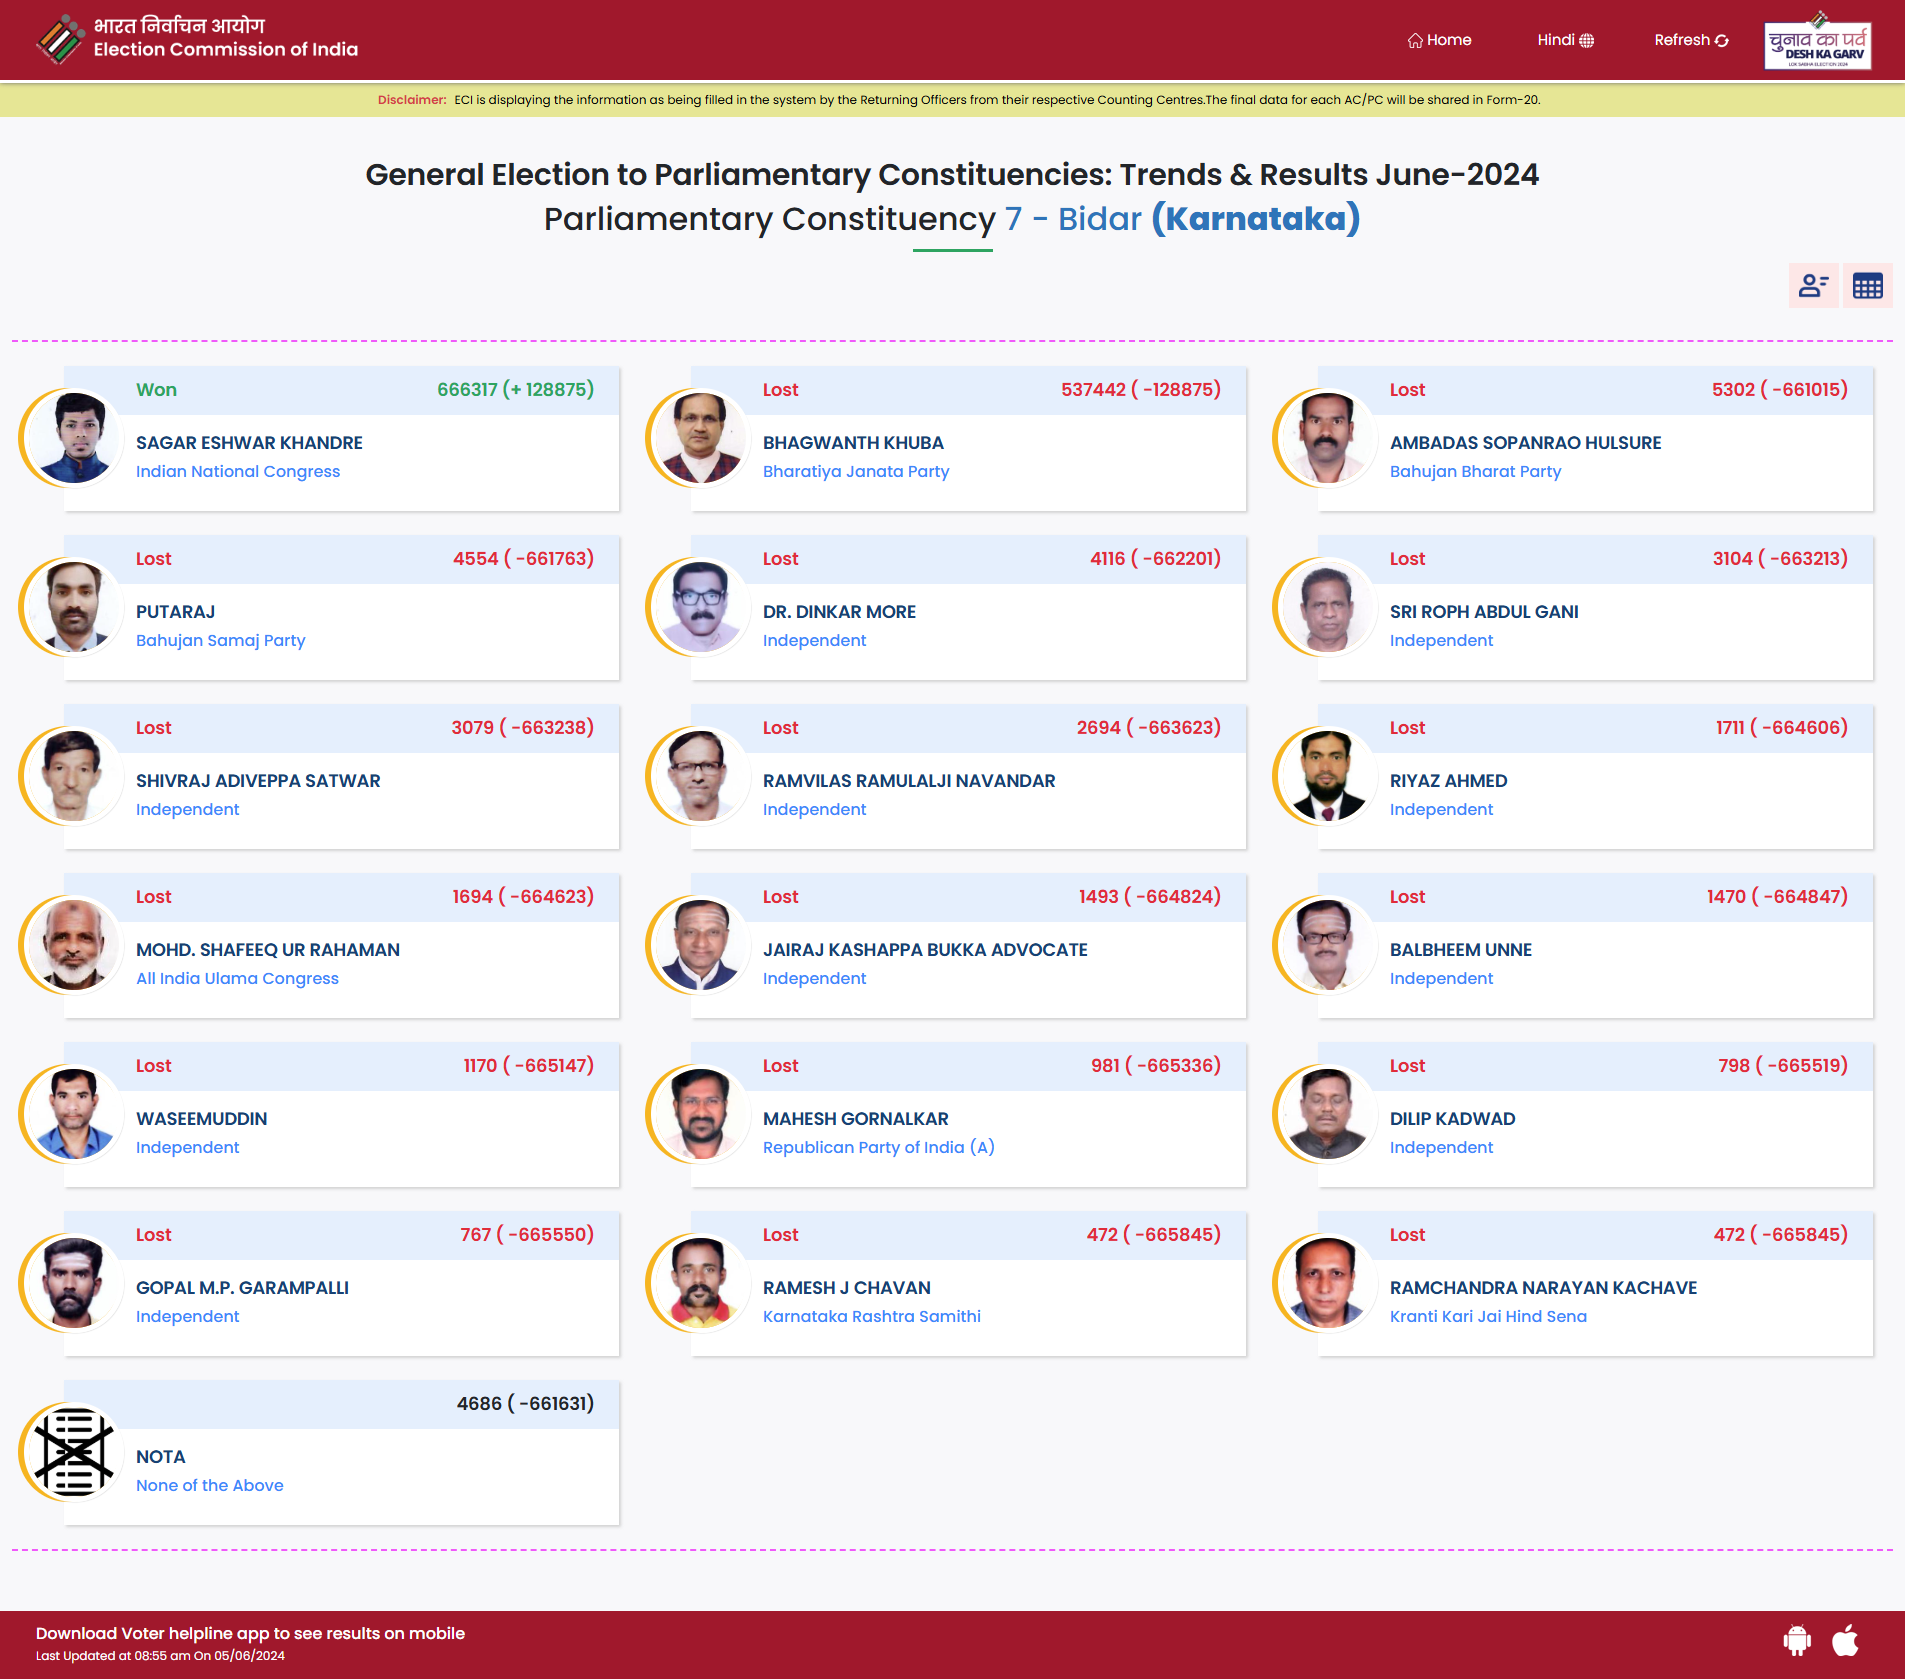 भारत निर्वाचन आयोग
Election Commission of India
Home
Hindi
Refresh
चुनाव का पर्व
DESH KA GARV
LOK SABHA ELECTION 2024
Disclaimer: ECI is displaying the information as being filled in the system by the Returning Officers from their respective Counting Centres.The final data for each AC/PC will be shared in Form-20.
General Election to Parliamentary Constituencies: Trends & Results June-2024
Parliamentary Constituency 7 - Bidar (Karnataka)
Won 666317 (+ 128875)
SAGAR ESHWAR KHANDRE
Indian National Congress
Lost 537442 ( -128875)
BHAGWANTH KHUBA
Bharatiya Janata Party
Lost 5302 ( -661015)
AMBADAS SOPANRAO HULSURE
Bahujan Bharat Party
Lost 4554 ( -661763)
PUTARAJ
Bahujan Samaj Party
Lost 4116 ( -662201)
DR. DINKAR MORE
Independent
Lost 3104 ( -663213)
SRI ROPH ABDUL GANI
Independent
Lost 3079 ( -663238)
SHIVRAJ ADIVEPPA SATWAR
Independent
Lost 2694 ( -663623)
RAMVILAS RAMULALJI NAVANDAR
Independent
Lost 1711 ( -664606)
RIYAZ AHMED
Independent
Lost 1694 ( -664623)
MOHD. SHAFEEQ UR RAHAMAN
All India Ulama Congress
Lost 1493 ( -664824)
JAIRAJ KASHAPPA BUKKA ADVOCATE
Independent
Lost 1470 ( -664847)
BALBHEEM UNNE
Independent
Lost 1170 ( -665147)
WASEEMUDDIN
Independent
Lost 981 ( -665336)
MAHESH GORNALKAR
Republican Party of India (A)
Lost 798 ( -665519)
DILIP KADWAD
Independent
Lost 767 ( -665550)
GOPAL M.P. GARAMPALLI
Independent
Lost 472 ( -665845)
RAMESH J CHAVAN
Karnataka Rashtra Samithi
Lost 472 ( -665845)
RAMCHANDRA NARAYAN KACHAVE
Kranti Kari Jai Hind Sena
4686 ( -661631)
NOTA
None of the Above
Download Voter helpline app to see results on mobile
Last Updated at 08:55 am On 05/06/2024